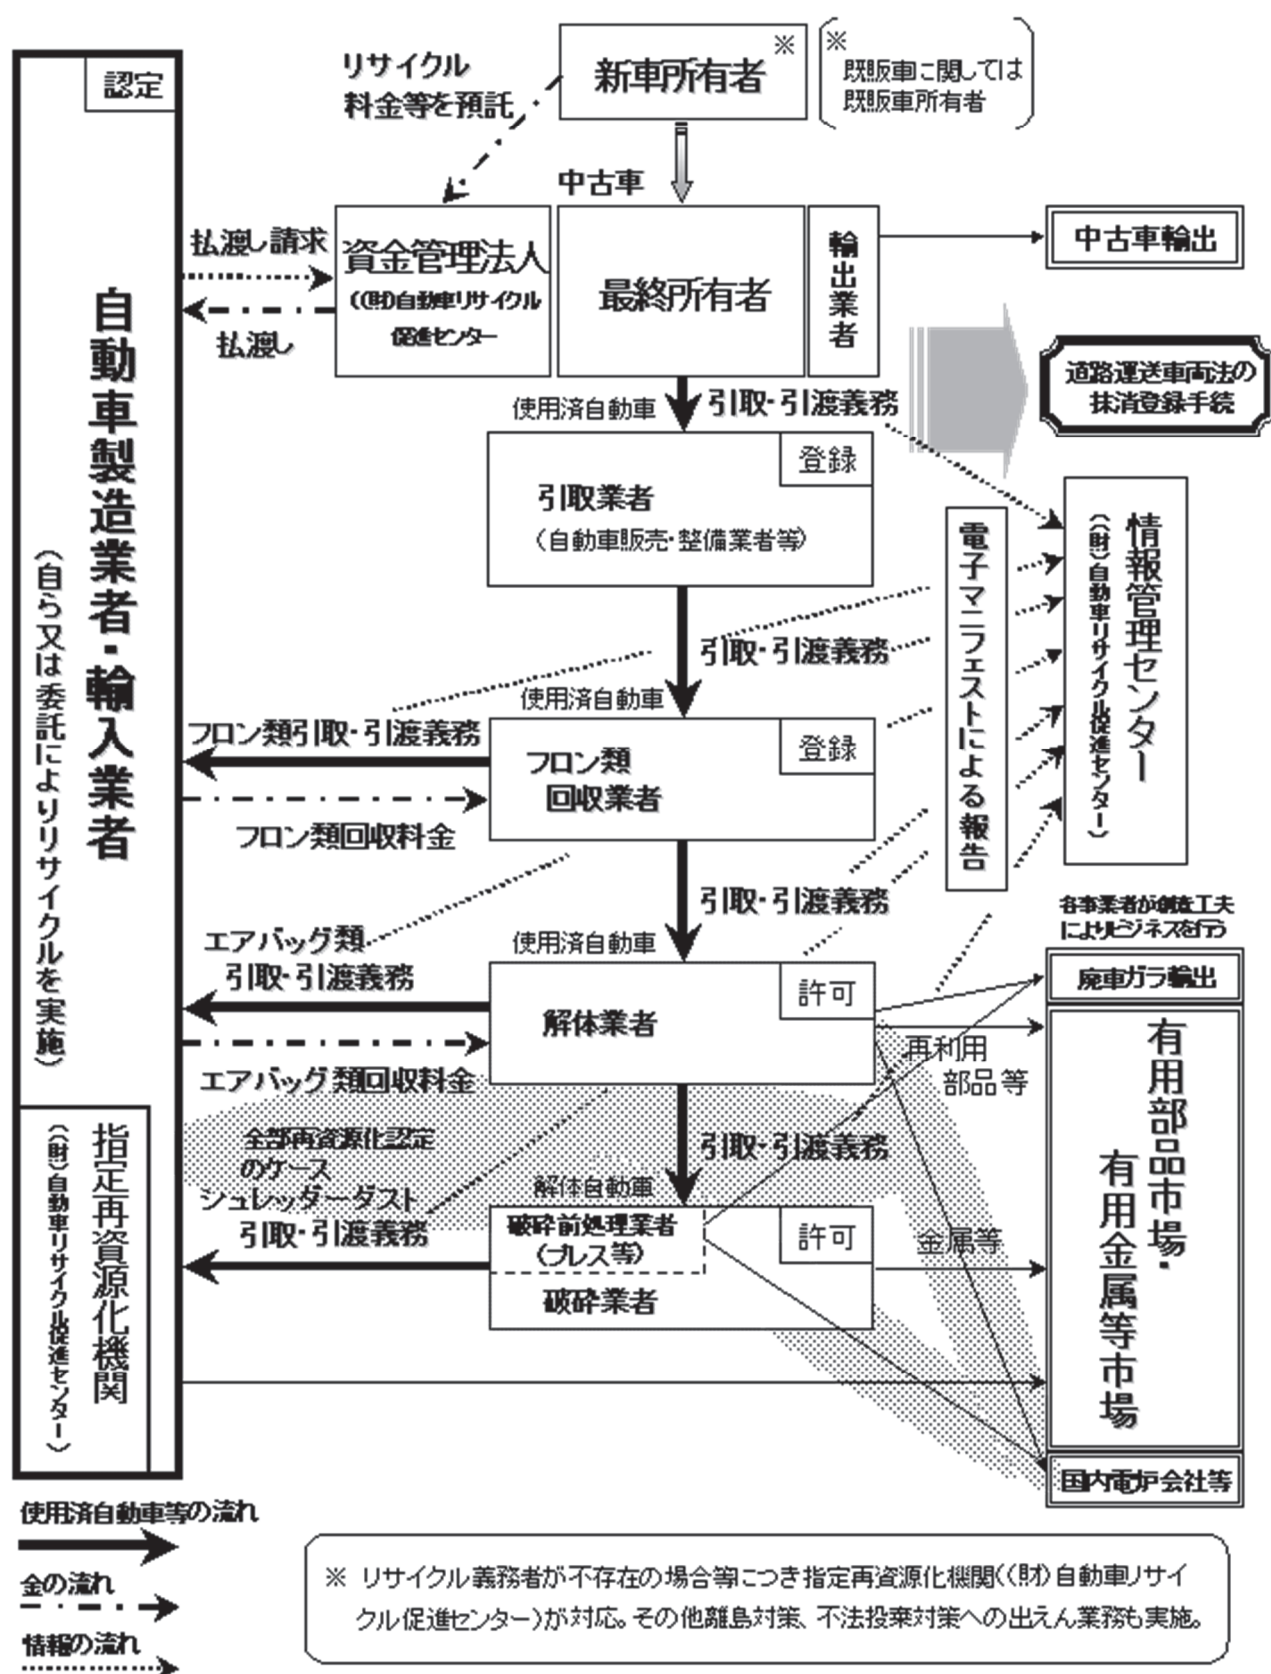 認定
自動車製造業者・輸入業者
（自ら又は委託によりリサイクルを実施）
指定再資源化機関
（（財）自動車リサイクル促進センター）
リサイクル
料金等を預託
新車所有者
※
※
既販車に関しては
既販車所有者
中古車
払渡し請求
払渡し
資金管理法人
（（財）自動車リサイクル
促進センター
最終所有者
輸出業者
中古車輸出
道路運送車両法の
抹消登録手続
使用済自動車
引取・引渡義務
登録
引取業者
（自動車販売・整備業者等）
電子マニフェストによる報告
情報管理センター
（（財）自動車リサイクル促進センター）
引取・引渡義務
使用済自動車
フロン類引取・引渡義務
フロン類回収料金
登録
フロン類
回収業者
引取・引渡義務
使用済自動車
エアバッグ類
引取・引渡義務
エアバッグ類回収料金
許可
解体業者
各事業者が創意工夫
によりビジネスを行う
廃車ガラ輸出
再利用
部品等
有用部品市場・
有用金属等市場
全部再資源化認定
のケース
引取・引渡義務
解体自動車
シュレッダーダスト
引取・引渡義務
破砕前処理業者
（プレス等）
許可
破砕業者
金属等
国内電炉会社等
使用済自動車等の流れ
金の流れ
情報の流れ
※ リサイクル義務者が不存在の場合等につき指定再資源化機関（（財）自動車リサイ
クル促進センター）が対応。その他離島対策、不法投棄対策への出えん業務も実施。